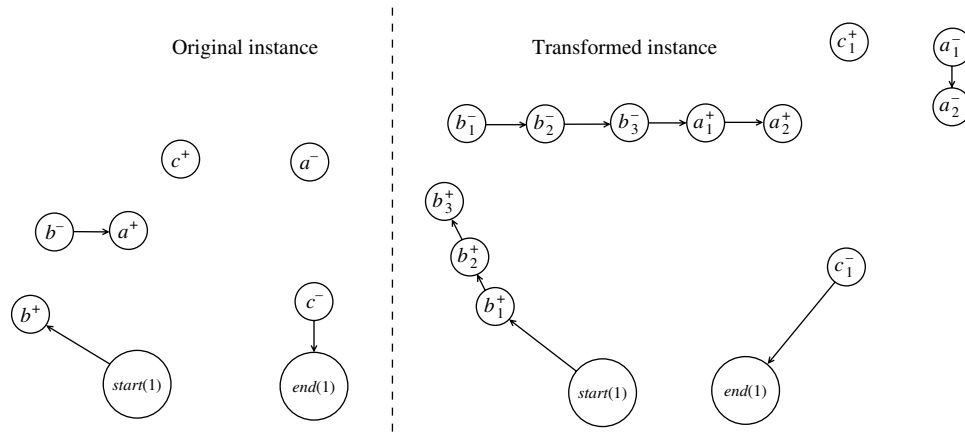 Original instance
c⁺
a⁻
b⁻ a⁺
c⁻
b⁺
start(1) end(1)
Transformed instance
c₁⁺ a₁⁻
a₂⁻
b₁⁻ b₂⁻ b₃⁻ a₁⁺ a₂⁺
b₃⁺
b₂⁺
c₁⁻
b₁⁺
start(1) end(1)